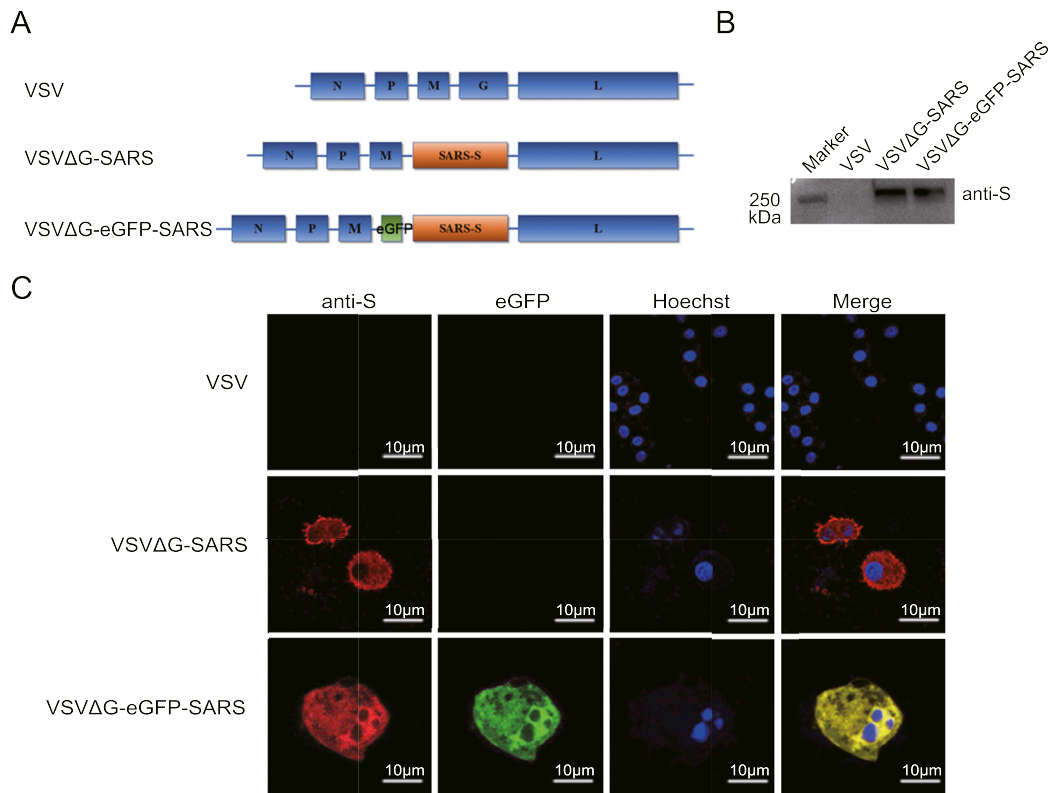 A
VSV
N P M G L
VSVΔG-SARS
N P M SARS-S L
VSVΔG-eGFP-SARS
N P M eGFP SARS-S L
B
Marker VSV VSVΔG-SARS VSVΔG-eGFP-SARS
250
kDa
anti-S
C
anti-S eGFP Hoechst Merge
VSV
10μm 10μm 10μm 10μm
VSVΔG-SARS
10μm 10μm 10μm 10μm
VSVΔG-eGFP-SARS
10μm 10μm 10μm 10μm